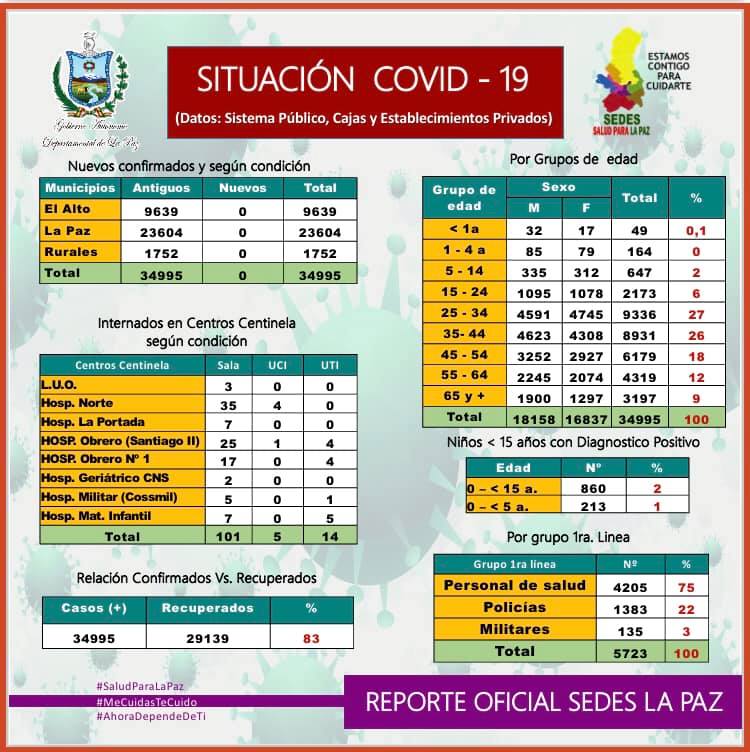 SITUACIÓN COVID - 19
(Datos: Sistema Público, Cajas y Establecimientos Privados)
Gobierno Autónomo
Departamental de La Paz
ESTAMOS
CONTIGO
PARA
CUIDARTE
SEDES
SALUD PARA LA PAZ
Nuevos confirmados y según condición
Municipios Antiguos Nuevos Total
El Alto 9639 0 9639
La Paz 23604 0 23604
Rurales 1752 0 1752
Total 34995 0 34995
Internados en Centros Centinela
según condición
Centros Centinela Sala UCI UTI
L.U.O. 3 0 0
Hosp. Norte 35 4 0
Hosp. La Portada 7 0 0
HOSP. Obrero (Santiago II) 25 1 4
HOSP. Obrero Nº 1 17 0 4
Hosp. Geriátrico CNS 2 0 0
Hosp. Militar (Cossmil) 5 0 1
Hosp. Mat. Infantil 7 0 5
Total 101 5 14
Relación Confirmados Vs. Recuperados
Casos (+) Recuperados %
34995 29139 83
Por Grupos de edad
Grupo de edad Sexo Total %
M F
< 1a 32 17 49 0,1
1 - 4 a 85 79 164 0
5 - 14 335 312 647 2
15 - 24 1095 1078 2173 6
25 - 34 4591 4745 9336 27
35- 44 4623 4308 8931 26
45 - 54 3252 2927 6179 18
55 - 64 2245 2074 4319 12
65 y + 1900 1297 3197 9
Total 18158 16837 34995 100
Niños < 15 años con Diagnostico Positivo
Edad Nº %
0 – < 15 a. 860 2
0 – < 5 a. 213 1
Por grupo 1ra. Linea
Grupo 1ra línea Nº %
Personal de salud 4205 75
Policías 1383 22
Militares 135 3
Total 5723 100
#SaludParaLaPaz
#MeCuidasTeCuido
#AhoraDependeDeTi
REPORTE OFICIAL SEDES LA PAZ